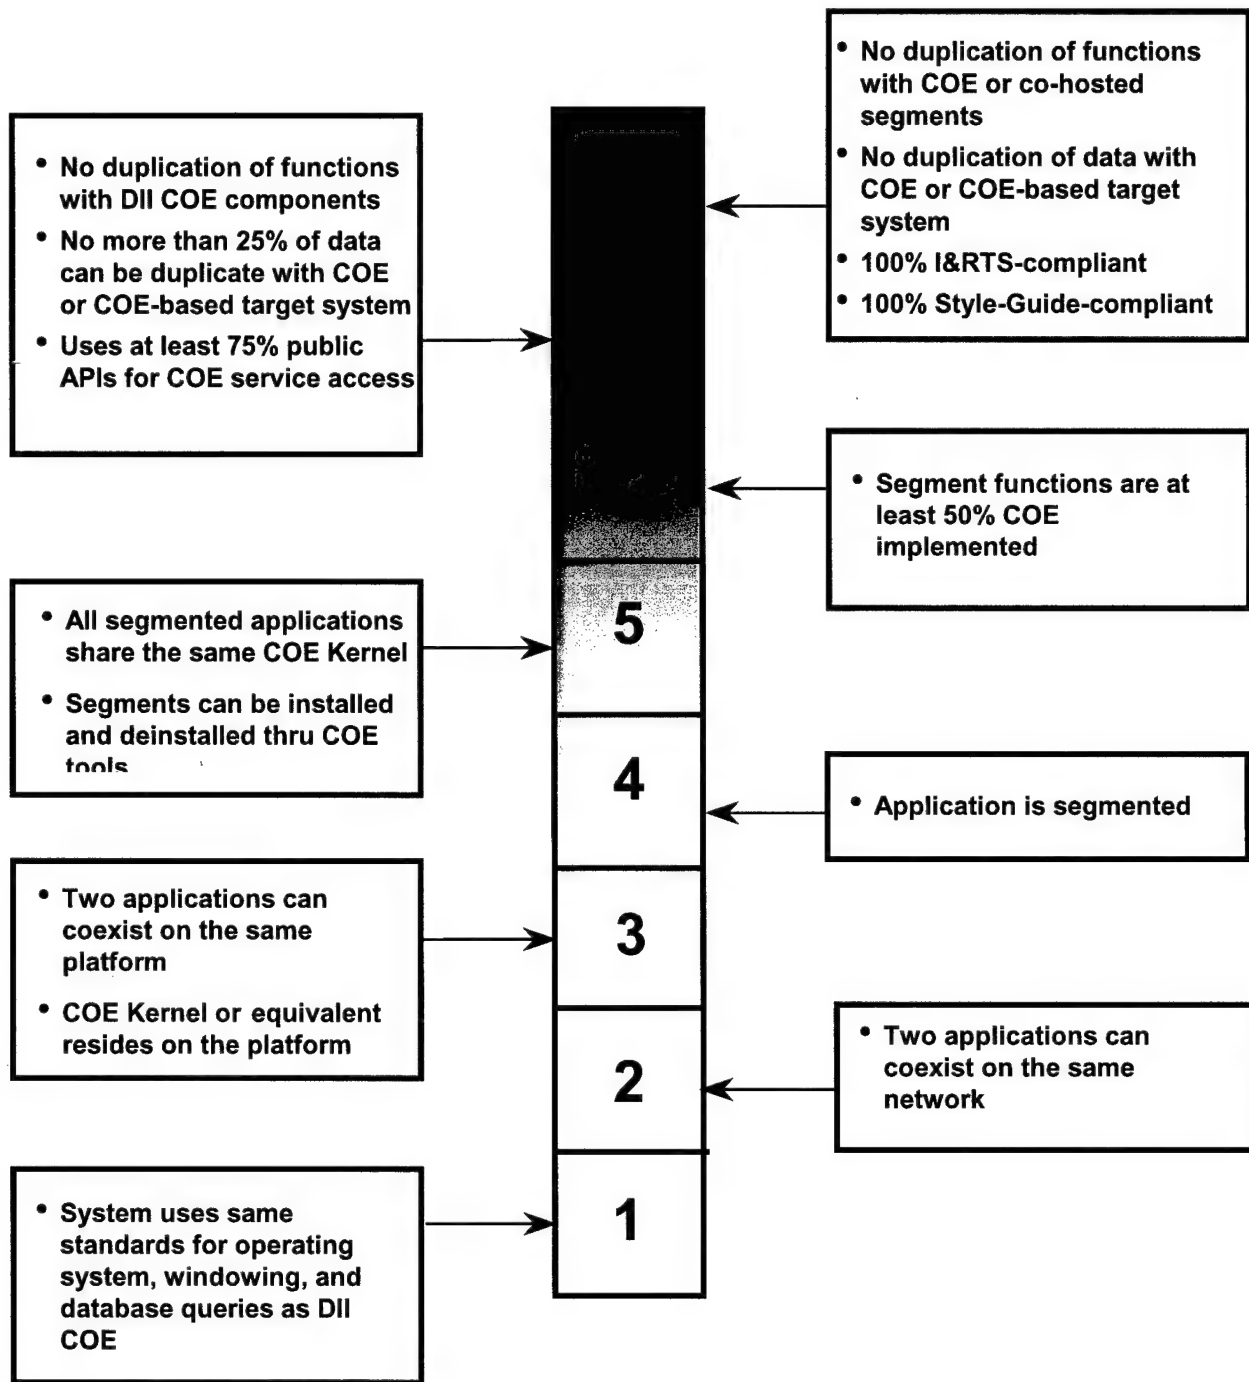 • No duplication of functions
with COE or co-hosted
segments
• No duplication of data with
COE or COE-based target
system
• 100% I&RTS-compliant
• 100% Style-Guide-compliant
• No duplication of functions
with DII COE components
• No more than 25% of data
can be duplicate with COE
or COE-based target system
• Uses at least 75% public
APIs for COE service access
• Segment functions are at
least 50% COE
implemented
5
• All segmented applications
share the same COE Kernel
• Segments can be installed
and deinstalled thru COE
tools
4
• Application is segmented
• Two applications can
coexist on the same
platform
• COE Kernel or equivalent
resides on the platform
3
• Two applications can
coexist on the same
network
2
• System uses same
standards for operating
system, windowing, and
database queries as DII
COE
1